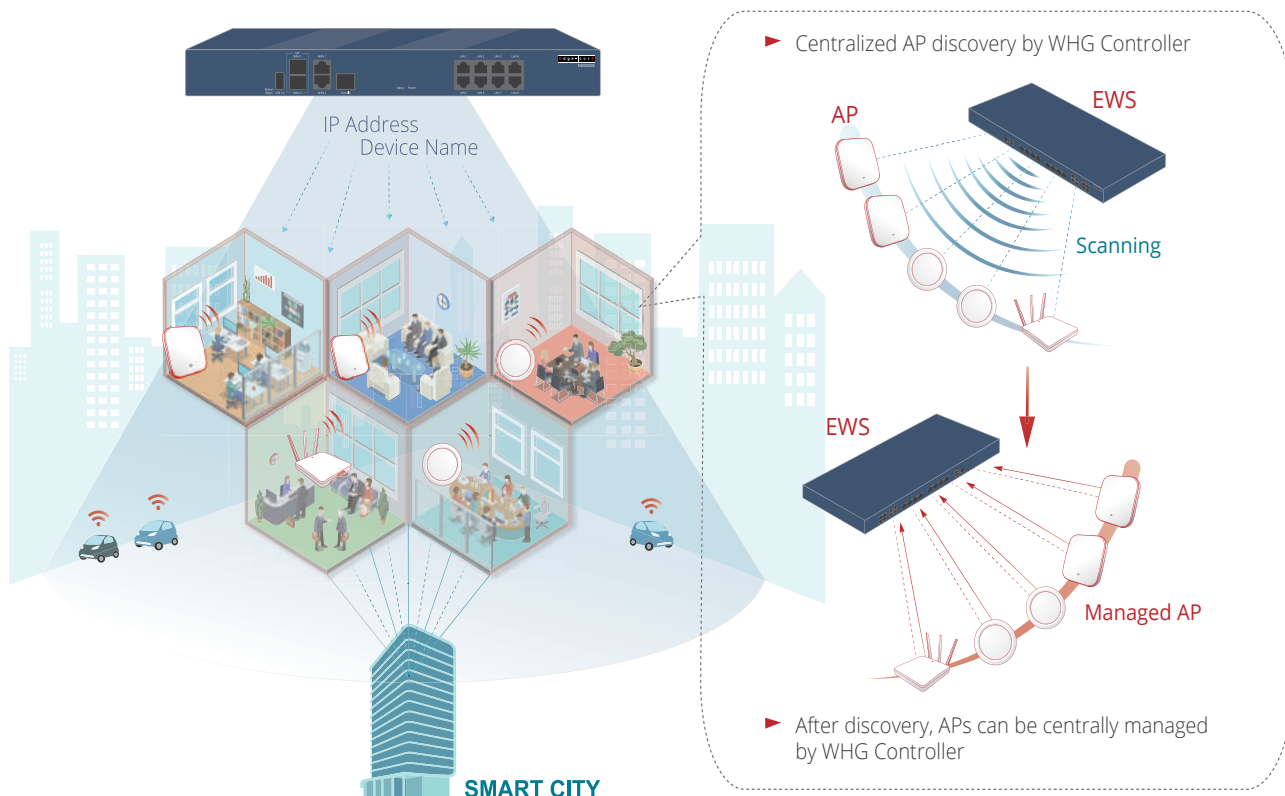 IP Address
Device Name
SMART CITY
► Centralized AP discovery by WHG Controller
AP
EWS
Scanning
EWS
Managed AP
► After discovery, APs can be centrally managed
by WHG Controller